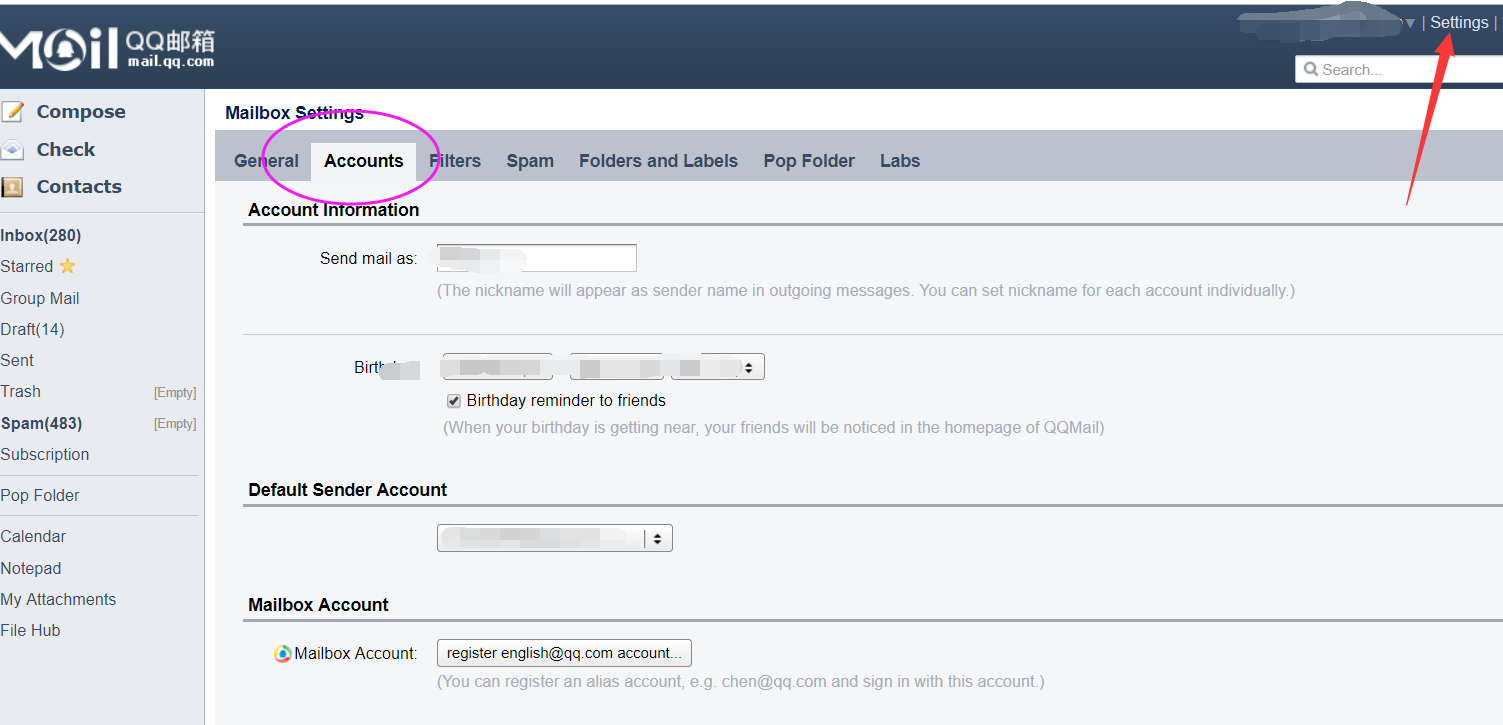 Mail QQ邮箱
mail.qq.com
| Settings |
Search...
Compose
Check
Contacts
Inbox(280)
Starred
Group Mail
Draft(14)
Sent
Trash [Empty]
Spam(483) [Empty]
Subscription
Pop Folder
Calendar
Notepad
My Attachments
File Hub
Mailbox Settings
General Accounts Filters Spam Folders and Labels Pop Folder Labs
Account Information
Send mail as:
(The nickname will appear as sender name in outgoing messages. You can set nickname for each account individually.)
Birthday reminder to friends
(When your birthday is getting near, your friends will be noticed in the homepage of QQMail)
Default Sender Account
Mailbox Account
Mailbox Account: register english@qq.com account...
(You can register an alias account, e.g. chen@qq.com and sign in with this account.)